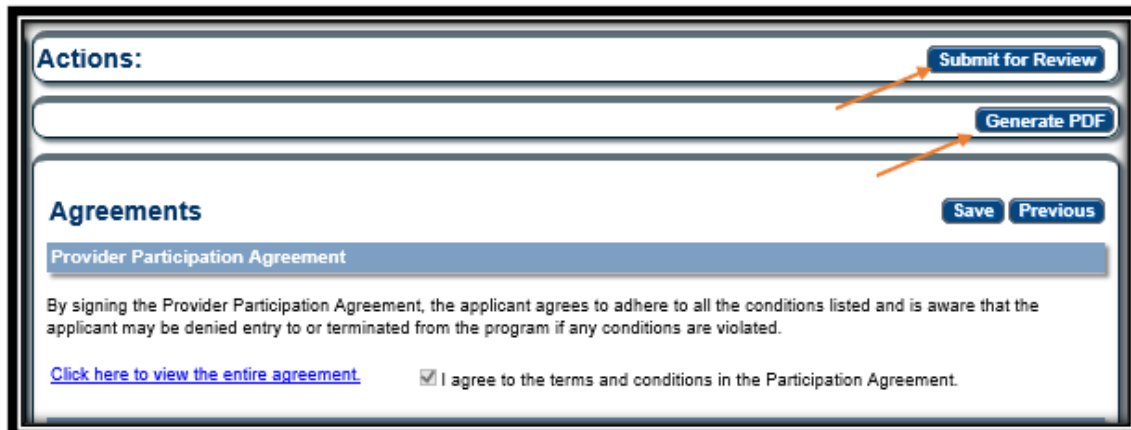 Actions:
Submit for Review
Generate PDF
Agreements
Save Previous
Provider Participation Agreement
By signing the Provider Participation Agreement, the applicant agrees to adhere to all the conditions listed and is aware that the
applicant may be denied entry to or terminated from the program if any conditions are violated.
Click here to view the entire agreement. I agree to the terms and conditions in the Participation Agreement.